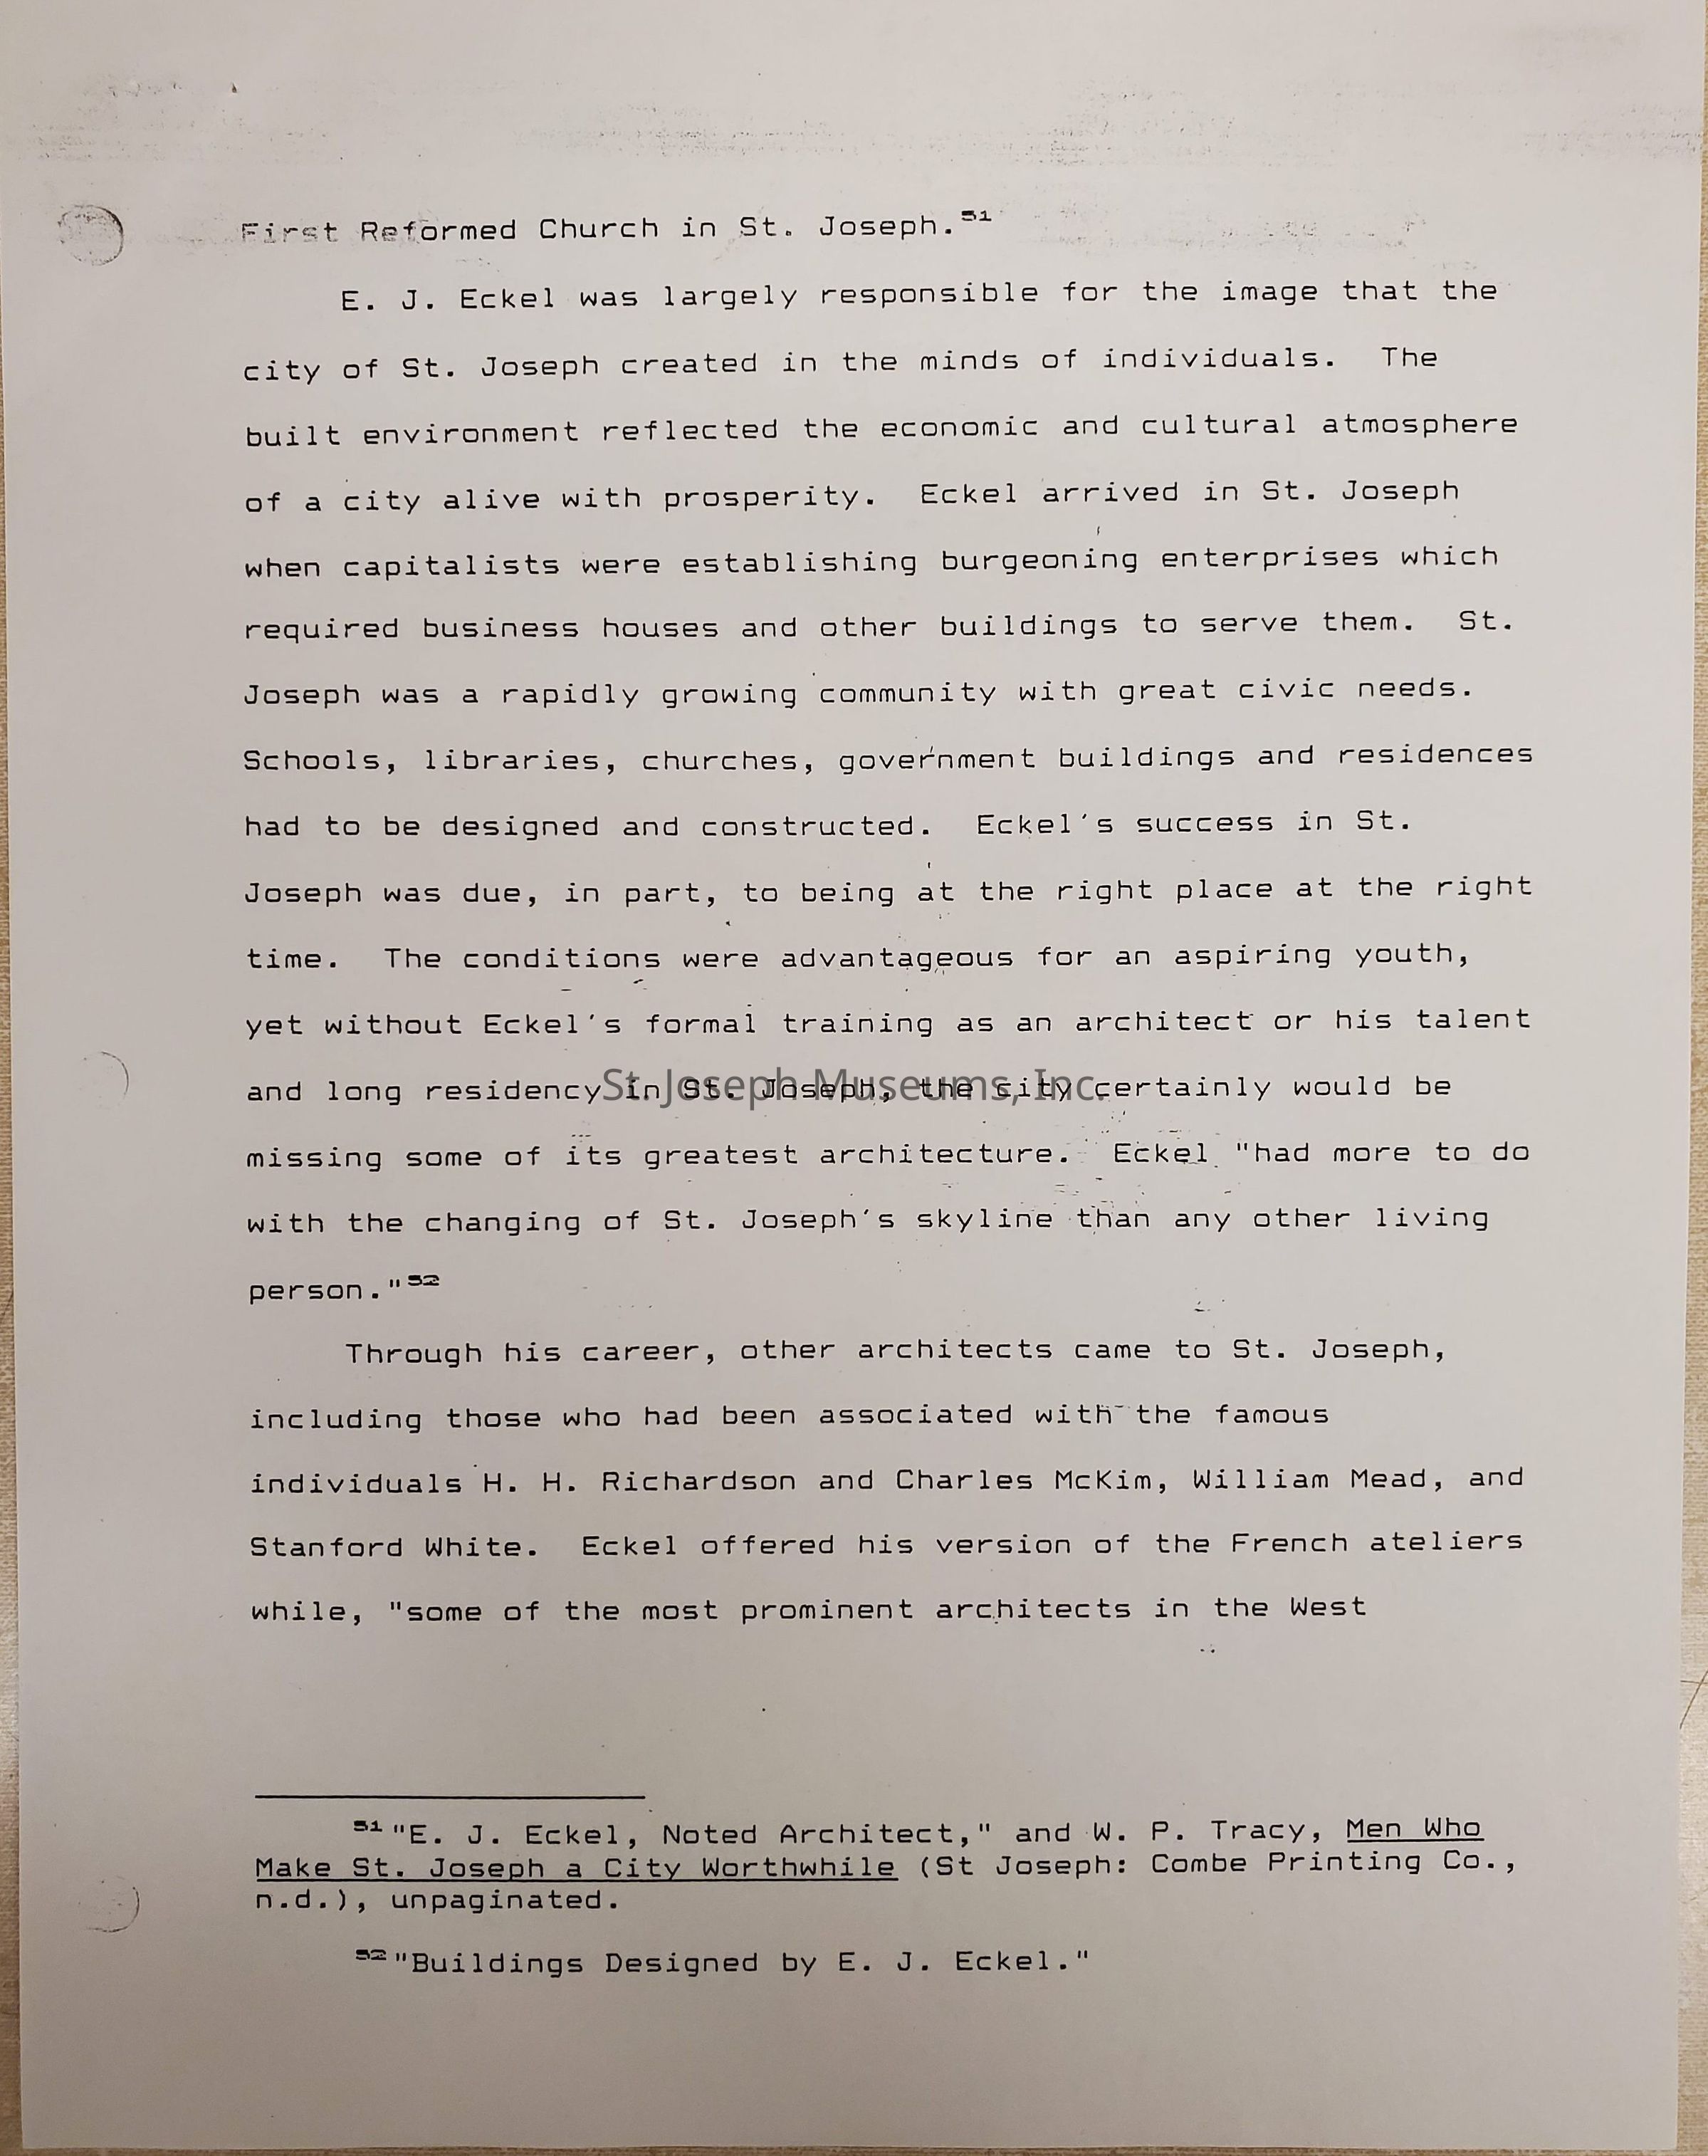 First Reformed Church in St. Joseph.51
E. J. Eckel was largely responsible for the image that the
city of St. Joseph created in the minds of individuals. The
built environment reflected the economic and cultural atmosphere
of a city alive with prosperity. Eckel arrived in St. Joseph
when capitalists were establishing burgeoning enterprises which
required business houses and other buildings to serve them. St.
Joseph was a rapidly growing community with great civic needs.
Schools, libraries, churches, government buildings and residences
had to be designed and constructed. Eckel's success in St.
Joseph was due, in part, to being at the right place at the right
time. The conditions were advantageous for an aspiring youth,
yet without Eckel's formal training as an architect or his talent
and long residency in St. Joseph, the city certainly would be
St. Joseph Museums, Inc.
missing some of its greatest architecture. Eckel "had more to do
with the changing of St. Joseph's skyline than any other living
person."52
Through his career, other architects came to St. Joseph,
including those who had been associated with the famous
individuals H. H. Richardson and Charles McKim, William Mead, and
Stanford White. Eckel offered his version of the French ateliers
while, "some of the most prominent architects in the West
51"E. J. Eckel, Noted Architect," and W. P. Tracy, Men Who
Make St. Joseph a City Worthwhile (St Joseph: Combe Printing Co.,
n.d.), unpaginated.
52"Buildings Designed by E. J. Eckel."